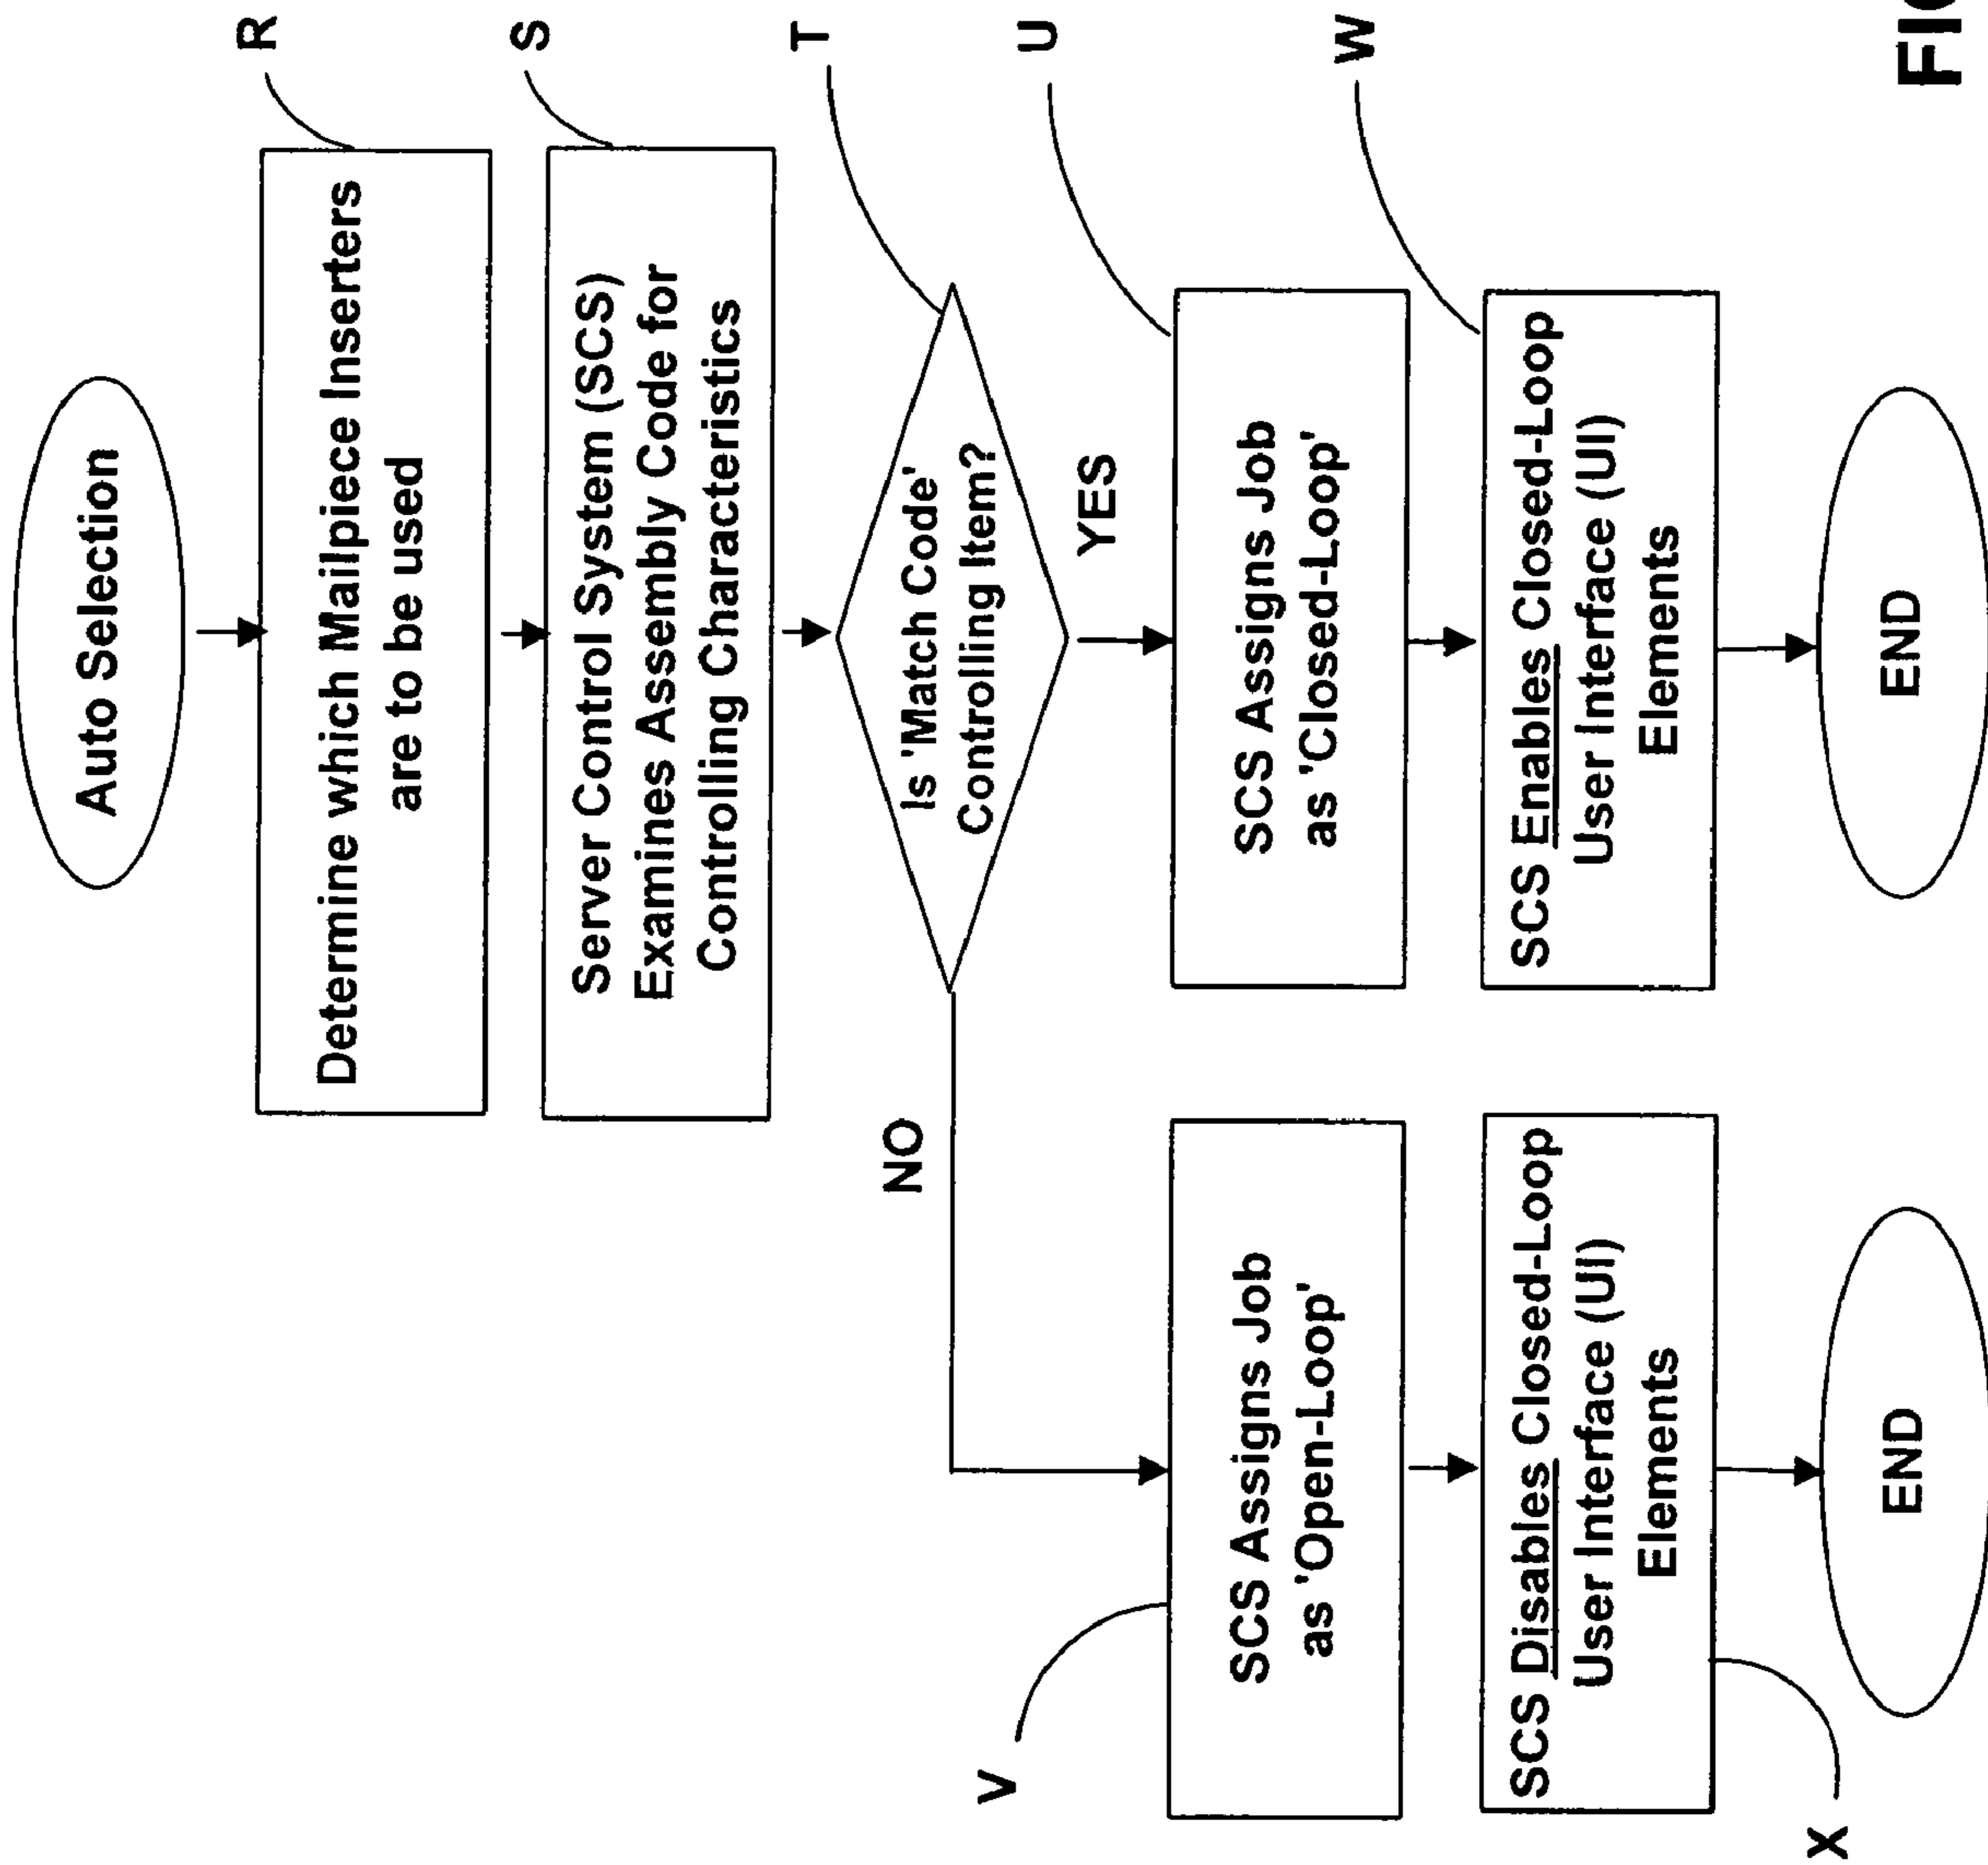 Auto Selection
R
Determine which Mailpiece Inserters
are to be used
S
Server Control System (SCS)
Examines Assembly Code for
Controlling Characteristics
T
Is 'Match Code'
Controlling Item?
NO
YES
U
SCS Assigns Job
as 'Closed-Loop'
V
SCS Assigns Job
as 'Open-Loop'
W
SCS Enables Closed-Loop
User Interface (UI)
Elements
SCS Disables Closed-Loop
User Interface (UI)
Elements
X
END
END